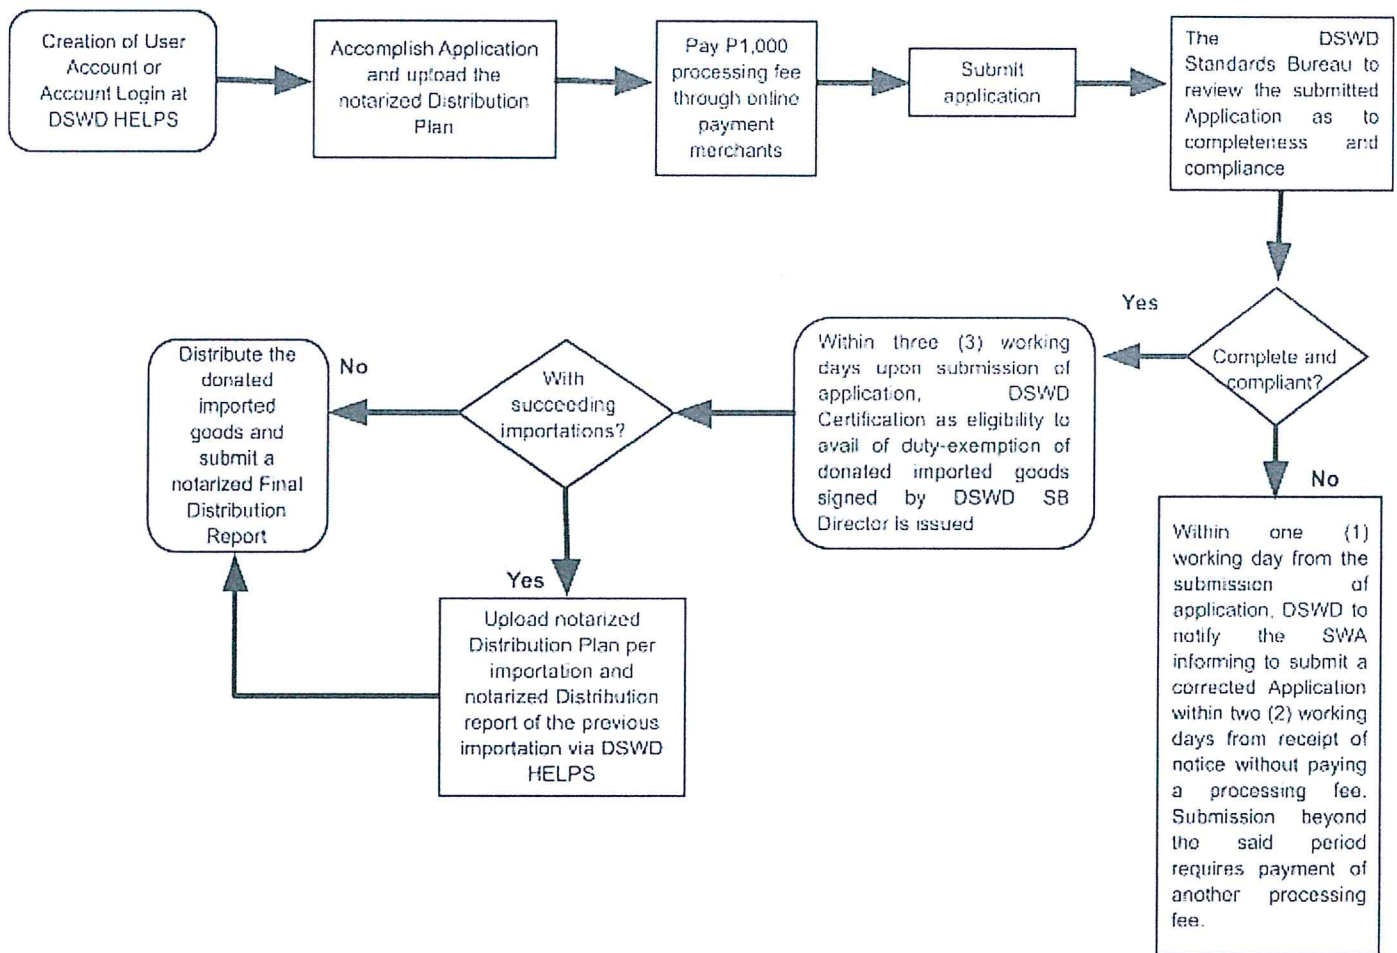 Creation of User
Account or
Account Login at
DSWD HELPS
Accomplish Application
and upload the
notarized Distribution
Plan
Pay P1,000
processing fee
through online
payment
merchants
Submit
application
The DSWD
Standards Bureau to
review the submitted
Application as to
completeness and
compliance
Complete and
compliant?
Yes
No
Within three (3) working
days upon submission of
application, DSWD
Certification as eligibility to
avail of duty-exemption of
donated imported goods
signed by DSWD SB
Director is issued
With
succeeding
importations?
No
Yes
Distribute the
donated
imported
goods and
submit a
notarized Final
Distribution
Report
Upload notarized
Distribution Plan per
importation and
notarized Distribution
report of the previous
importation via DSWD
HELPS
Within one (1)
working day from the
submission of
application, DSWD to
notify the SWA
informing to submit a
corrected Application
within two (2) working
days from receipt of
notice without paying
a processing fee.
Submission beyond
the said period
requires payment of
another processing
fee.